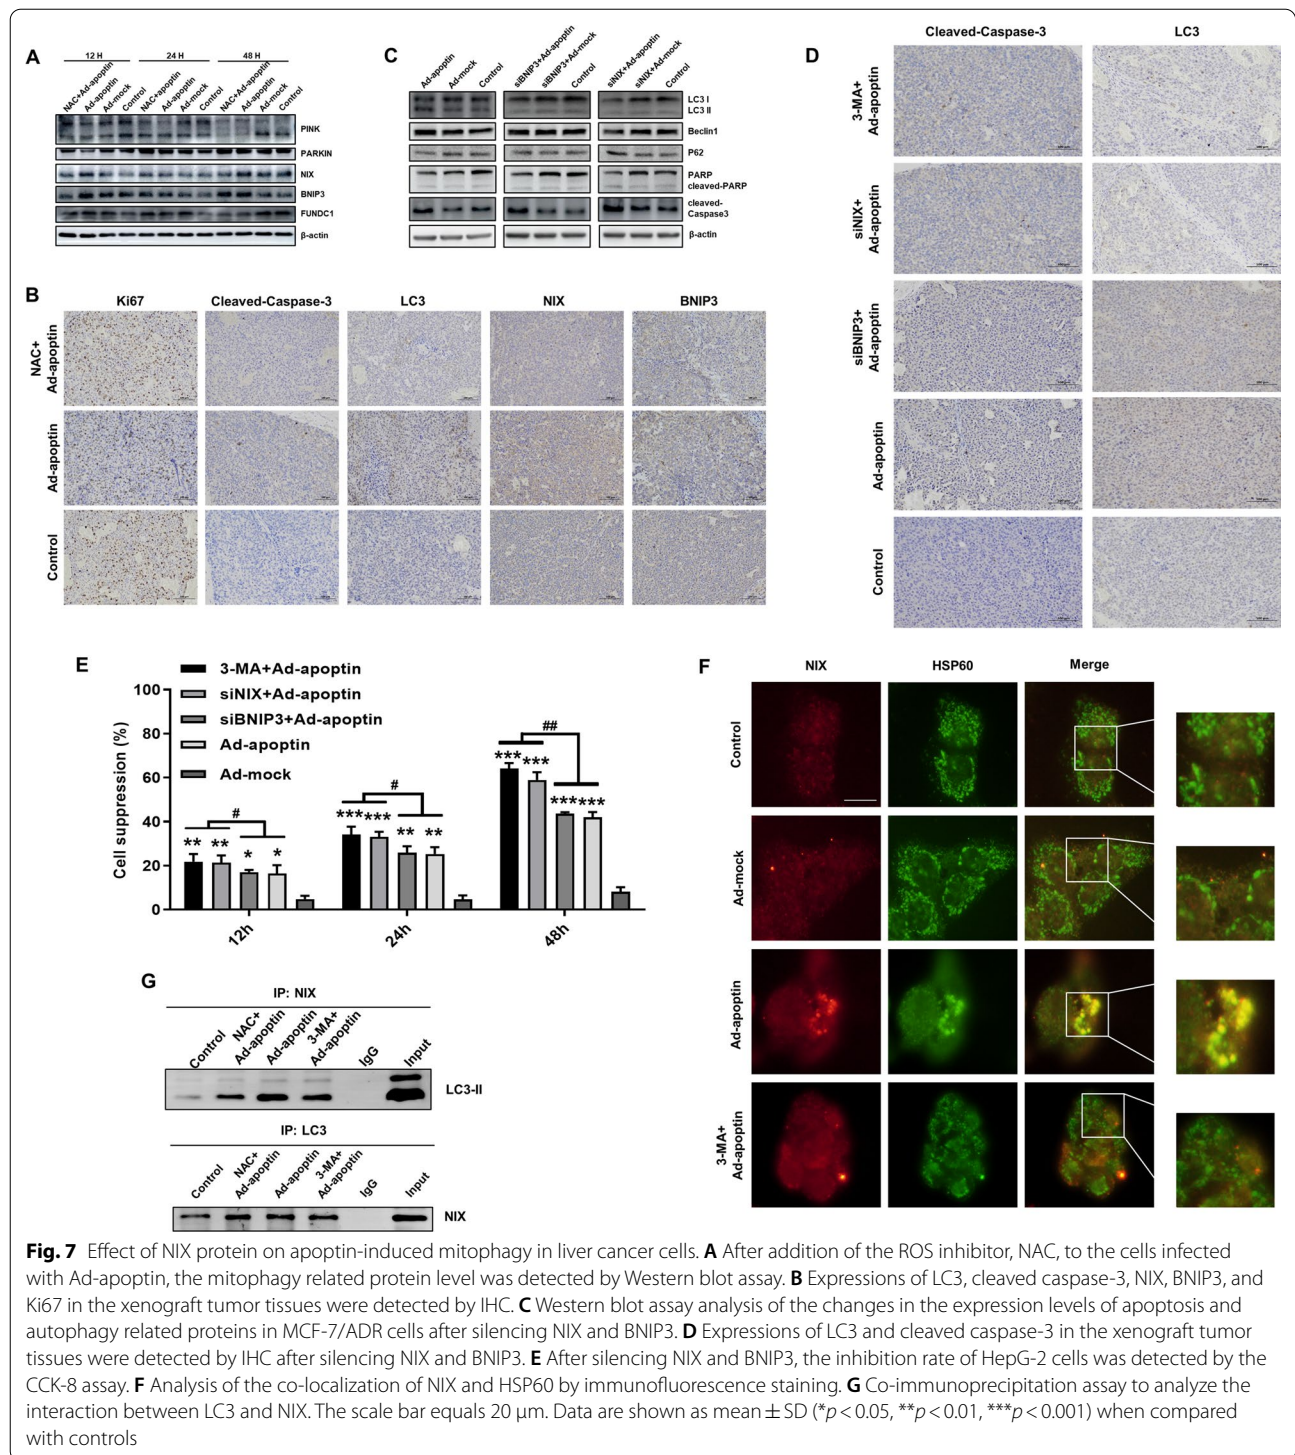 A
12 H
24 H
48 H
NAC+Ad-apoptin
Ad-apoptin
Ad-mock
Control
NAC+apoptin
Ad-apoptin
Ad-mock
Control
NAC+Ad-apoptin
Ad-apoptin
Ad-mock
Control
PINK
PARKIN
NIX
BNIP3
FUNDC1
β-actin
B
Ki67
Cleaved-Caspase-3
LC3
NIX
BNIP3
NAC+
Ad-apoptin
Ad-apoptin
Control
C
Ad-apoptin
Ad-mock
Control
siBNIP3+Ad-apoptin
siBNIP3+Ad-mock
Control
siNIX+Ad-apoptin
siNIX+Ad-mock
Control
LC3 I
LC3 II
Beclin1
P62
PARP
cleaved-PARP
cleaved-
Caspase3
β-actin
D
Cleaved-Caspase-3
LC3
3-MA+
Ad-apoptin
siNIX+
Ad-apoptin
siBNIP3+
Ad-apoptin
Ad-apoptin
Control
E
3-MA+Ad-apoptin
siNIX+Ad-apoptin
siBNIP3+Ad-apoptin
Ad-apoptin
Ad-mock
Cell suppression (%)
100
80
60
40
20
0
#
** ** * *
#
*** *** ** **
##
*** *** *** ***
12h
24h
48h
F
NIX
HSP60
Merge
Control
Ad-mock
Ad-apoptin
3-MA+
Ad-apoptin
G
IP: NIX
Control
NAC+
Ad-apoptin
Ad-apoptin
3-MA+
Ad-apoptin
IgG
Input
LC3-II
IP: LC3
Control
NAC+
Ad-apoptin
Ad-apoptin
3-MA+
Ad-apoptin
IgG
Input
NIX
Fig. 7 Effect of NIX protein on apoptin-induced mitophagy in liver cancer cells. A After addition of the ROS inhibitor, NAC, to the cells infected
with Ad-apoptin, the mitophagy related protein level was detected by Western blot assay. B Expressions of LC3, cleaved caspase-3, NIX, BNIP3, and
Ki67 in the xenograft tumor tissues were detected by IHC. C Western blot assay analysis of the changes in the expression levels of apoptosis and
autophagy related proteins in MCF-7/ADR cells after silencing NIX and BNIP3. D Expressions of LC3 and cleaved caspase-3 in the xenograft tumor
tissues were detected by IHC after silencing NIX and BNIP3. E After silencing NIX and BNIP3, the inhibition rate of HepG-2 cells was detected by the
CCK-8 assay. F Analysis of the co-localization of NIX and HSP60 by immunofluorescence staining. G Co-immunoprecipitation assay to analyze the
interaction between LC3 and NIX. The scale bar equals 20 μm. Data are shown as mean ± SD (*p < 0.05, **p < 0.01, ***p < 0.001) when compared
with controls